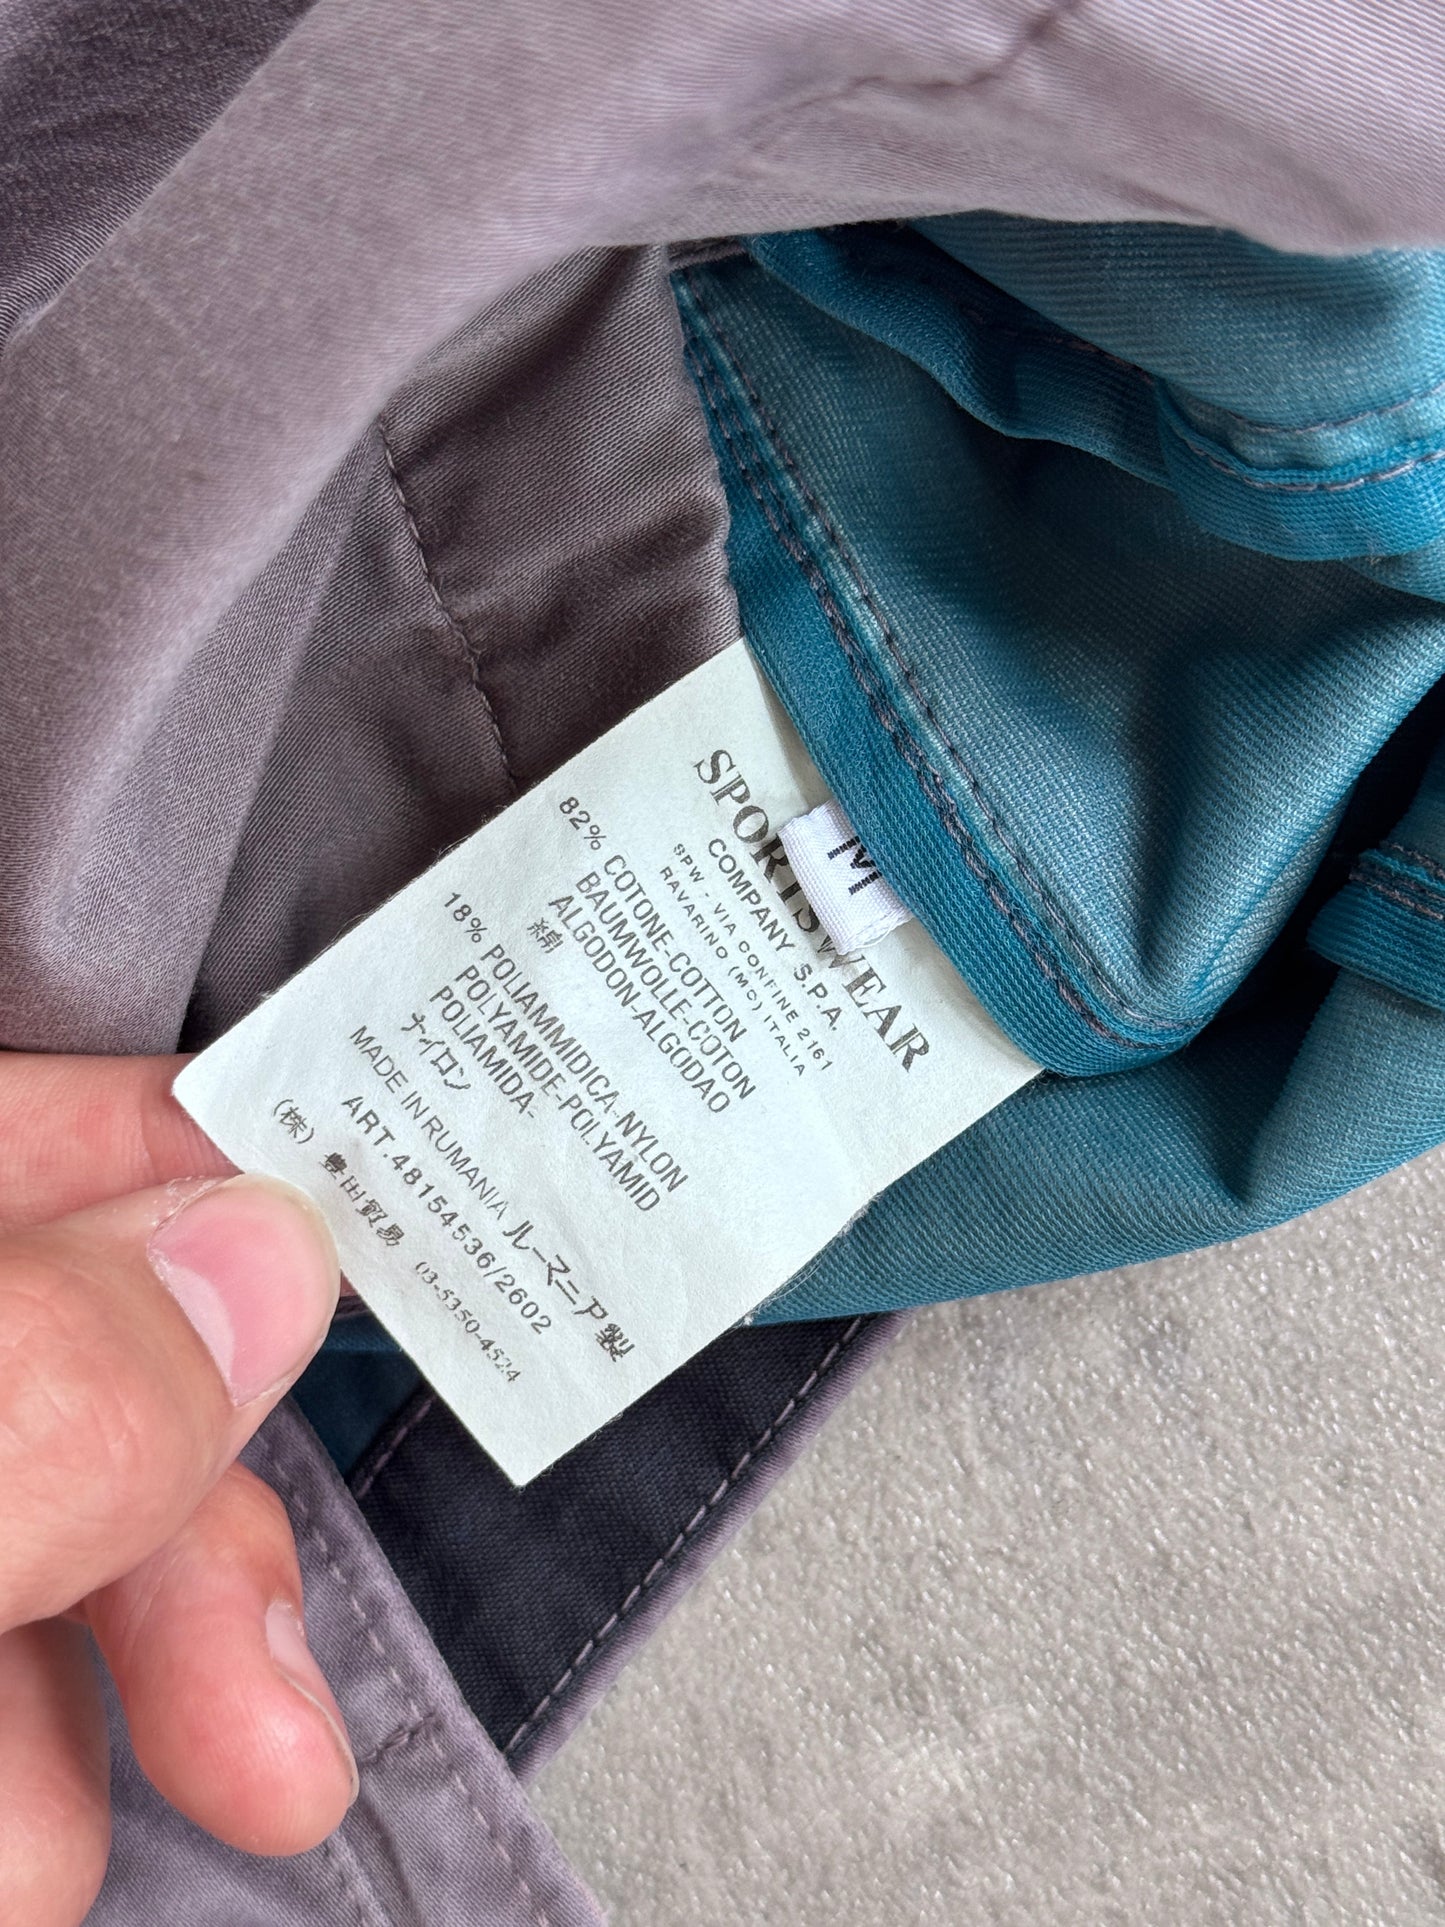 SPORTSWEAR
COMPANY S.P.A.
SPW - VIA CONFINE 2161
RAVARINO (MO) ITALIA
M
82% COTONE-COTTON
BAUMWOLLE-COTON
ALGODON-ALGODAO
綿
18% POLIAMMIDICA-NYLON
POLYAMIDE-POLYAMID
POLIAMIDA-
ナイロン
MADE IN RUMANIA ルーマニア製
ART.48154536/2602
(株) 豊田貿易 03-5350-4524